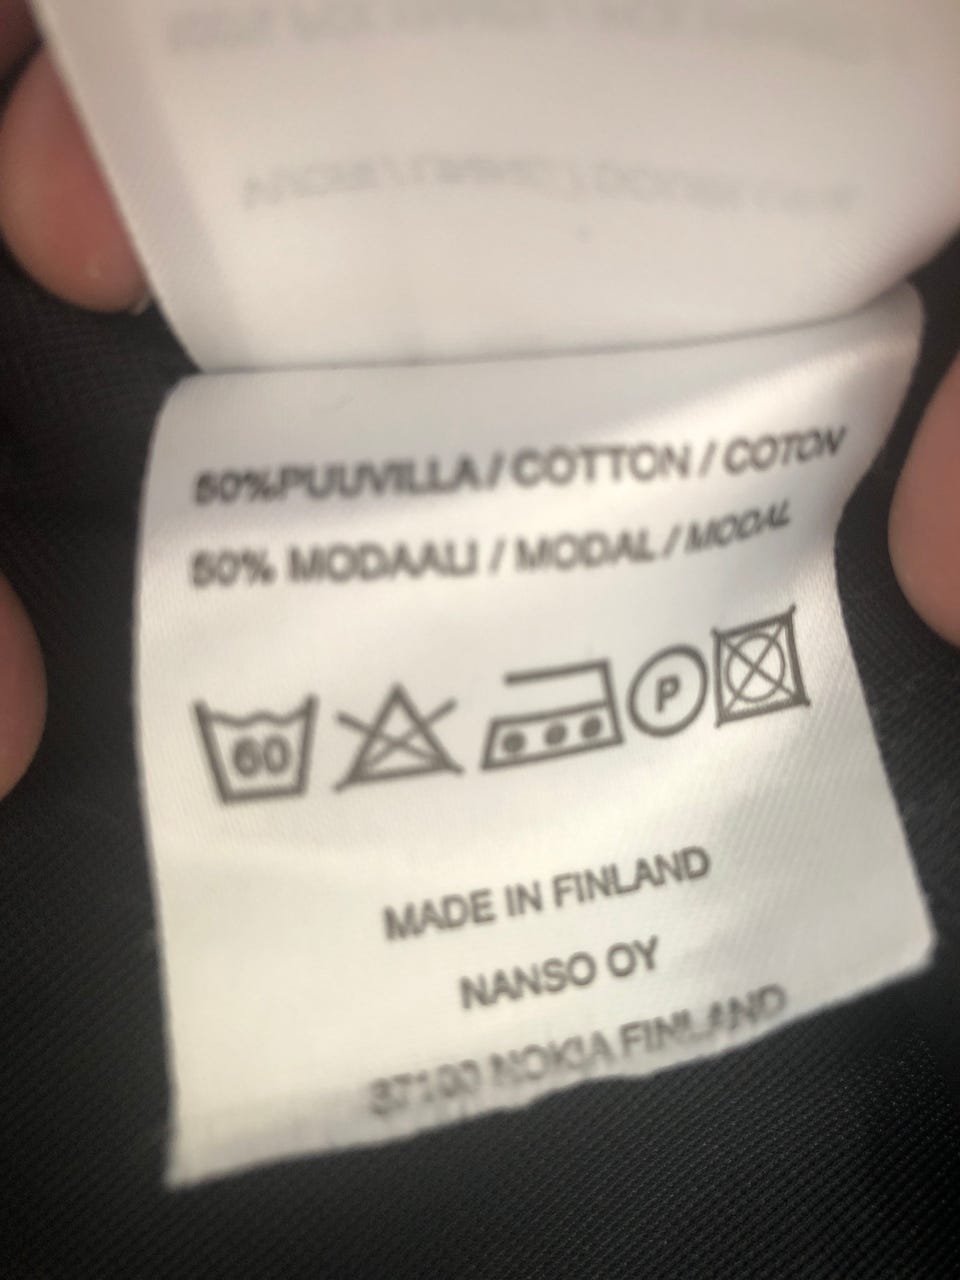 50%PUUVILLA / COTTON / COTON
50% MODAALI / MODAL / MODAL
60 P
MADE IN FINLAND
NANSO OY
37100 NOKIA FINLAND